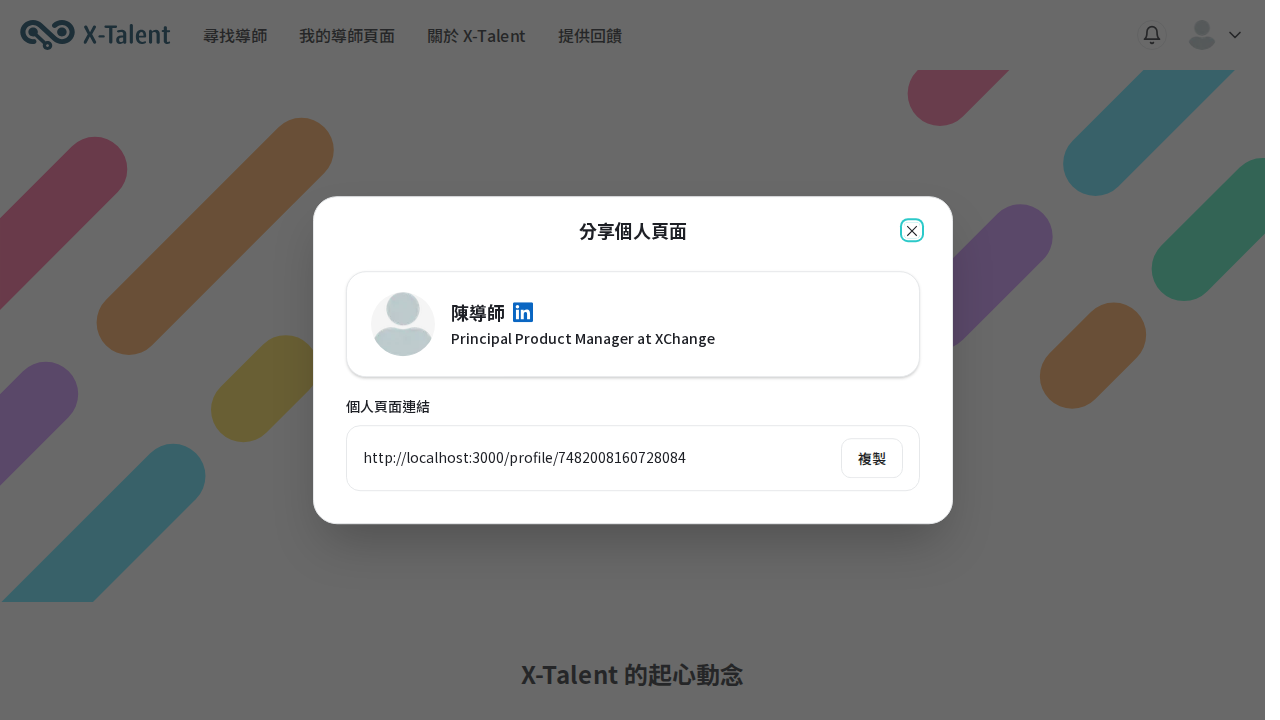 X-Talent
尋找導師
我的導師頁面
關於 X-Talent
提供回饋
分享個人頁面
陳導師
Principal Product Manager at XChange
個人頁面連結
http://localhost:3000/profile/7482008160728084
複製
X-Talent 的起心動念